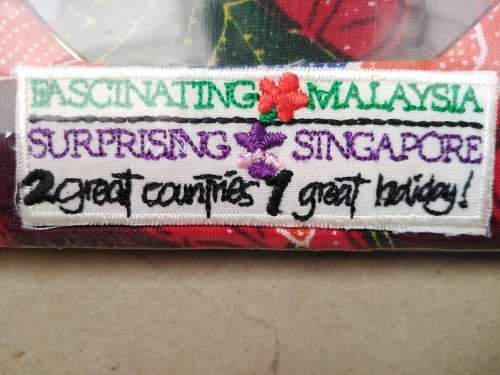 FASCINATING MALAYSIA
SURPRISING SINGAPORE
2 great countries 1 great holiday!